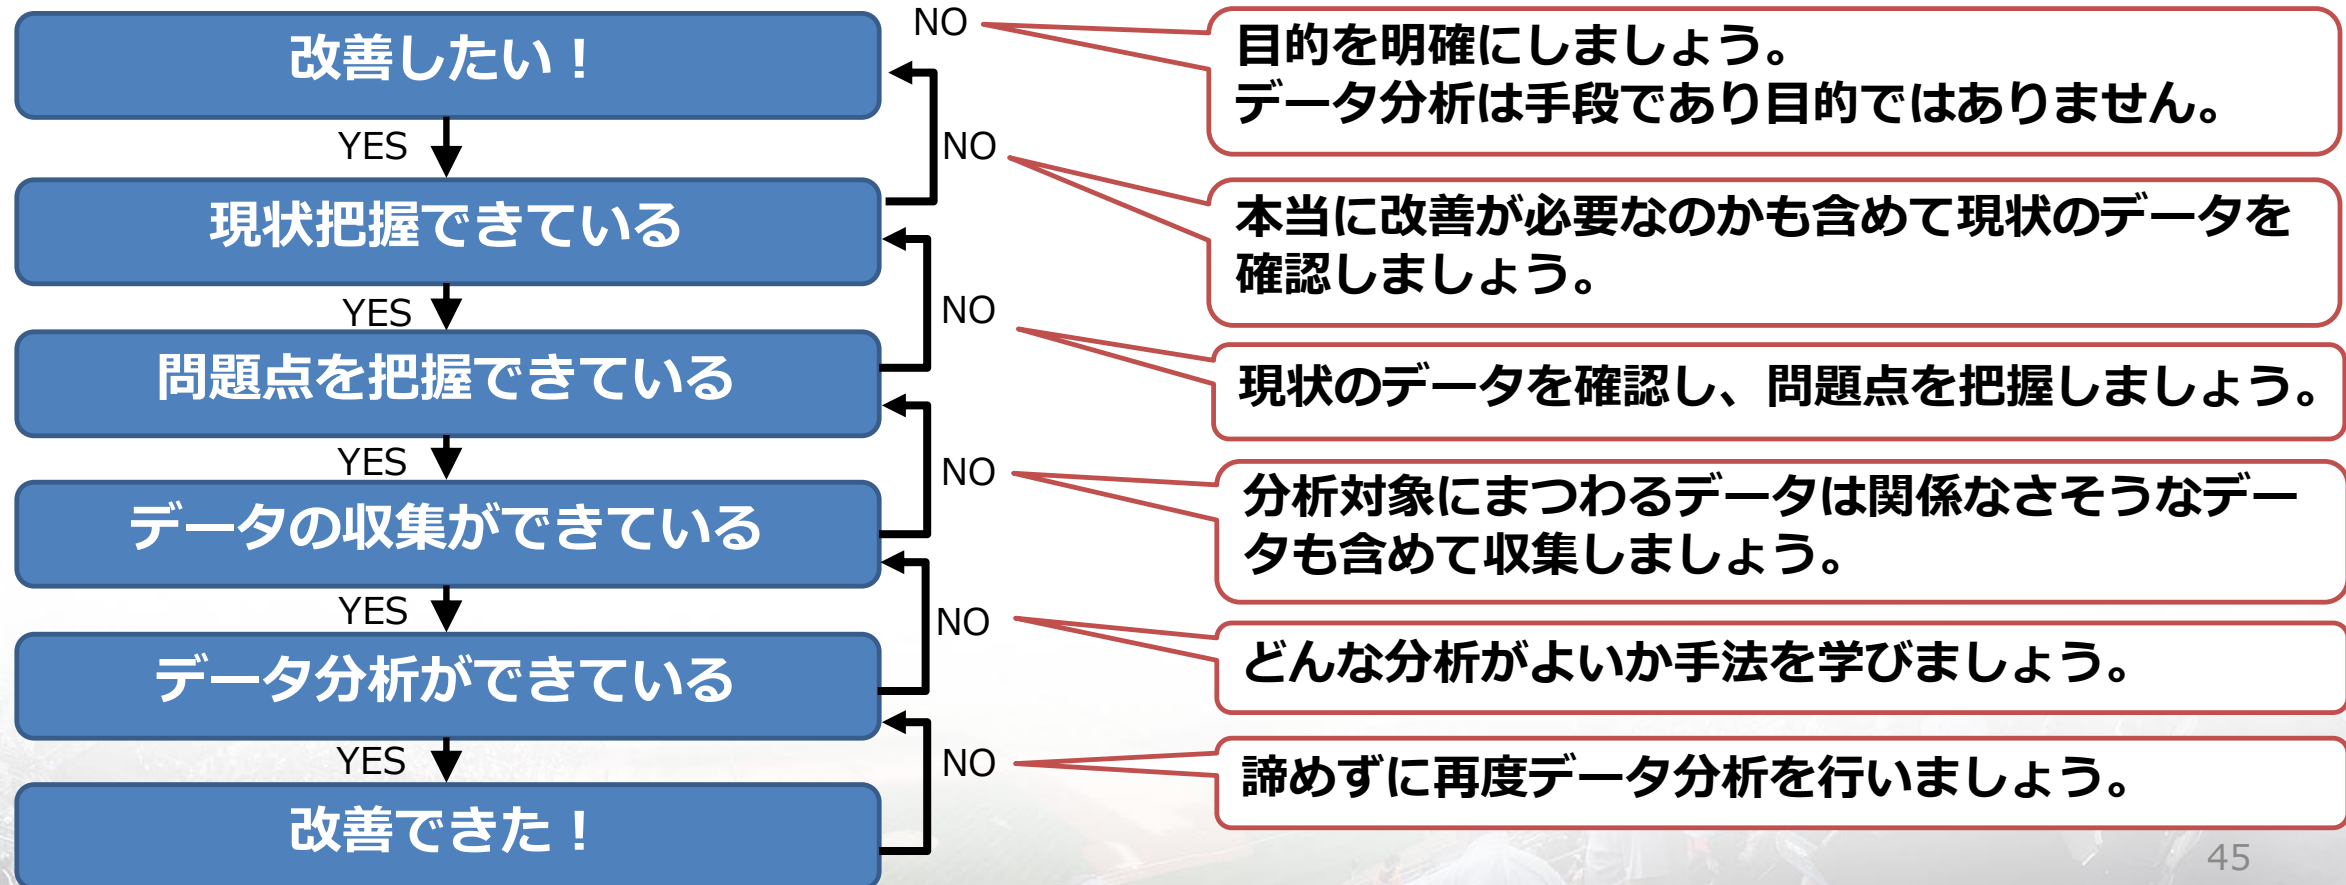 改善したい！
NO
目的を明確にしましょう。
データ分析は手段であり目的ではありません。
YES
NO
現状把握できている
本当に改善が必要なのかも含めて現状のデータを
確認しましょう。
YES
NO
問題点を把握できている
現状のデータを確認し、問題点を把握しましょう。
YES
NO
データの収集ができている
分析対象にまつわるデータは関係なさそうなデー
タも含めて収集しましょう。
YES
NO
データ分析ができている
どんな分析がよいか手法を学びましょう。
YES
NO
改善できた！
諦めずに再度データ分析を行いましょう。
45